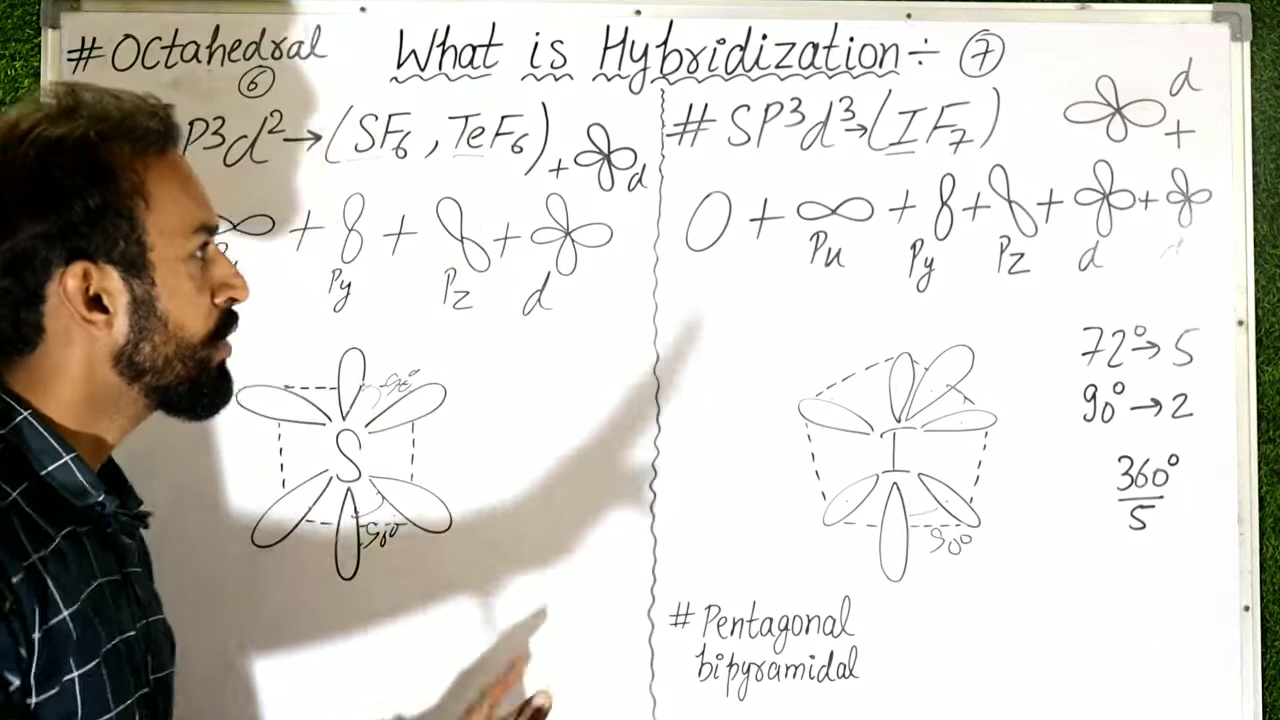 #Octahedral
6
What is Hybridization÷ 7
P³d²→(SF₆, TeF₆)
+
d
+ + +
Py Pz d
90°
S
90°
#SP³d³→(IF₇)
d
+
+ + + + +
Px Py Pz d
72°→5
90°→2
360°
5
I
90°
#Pentagonal
bipyramidal